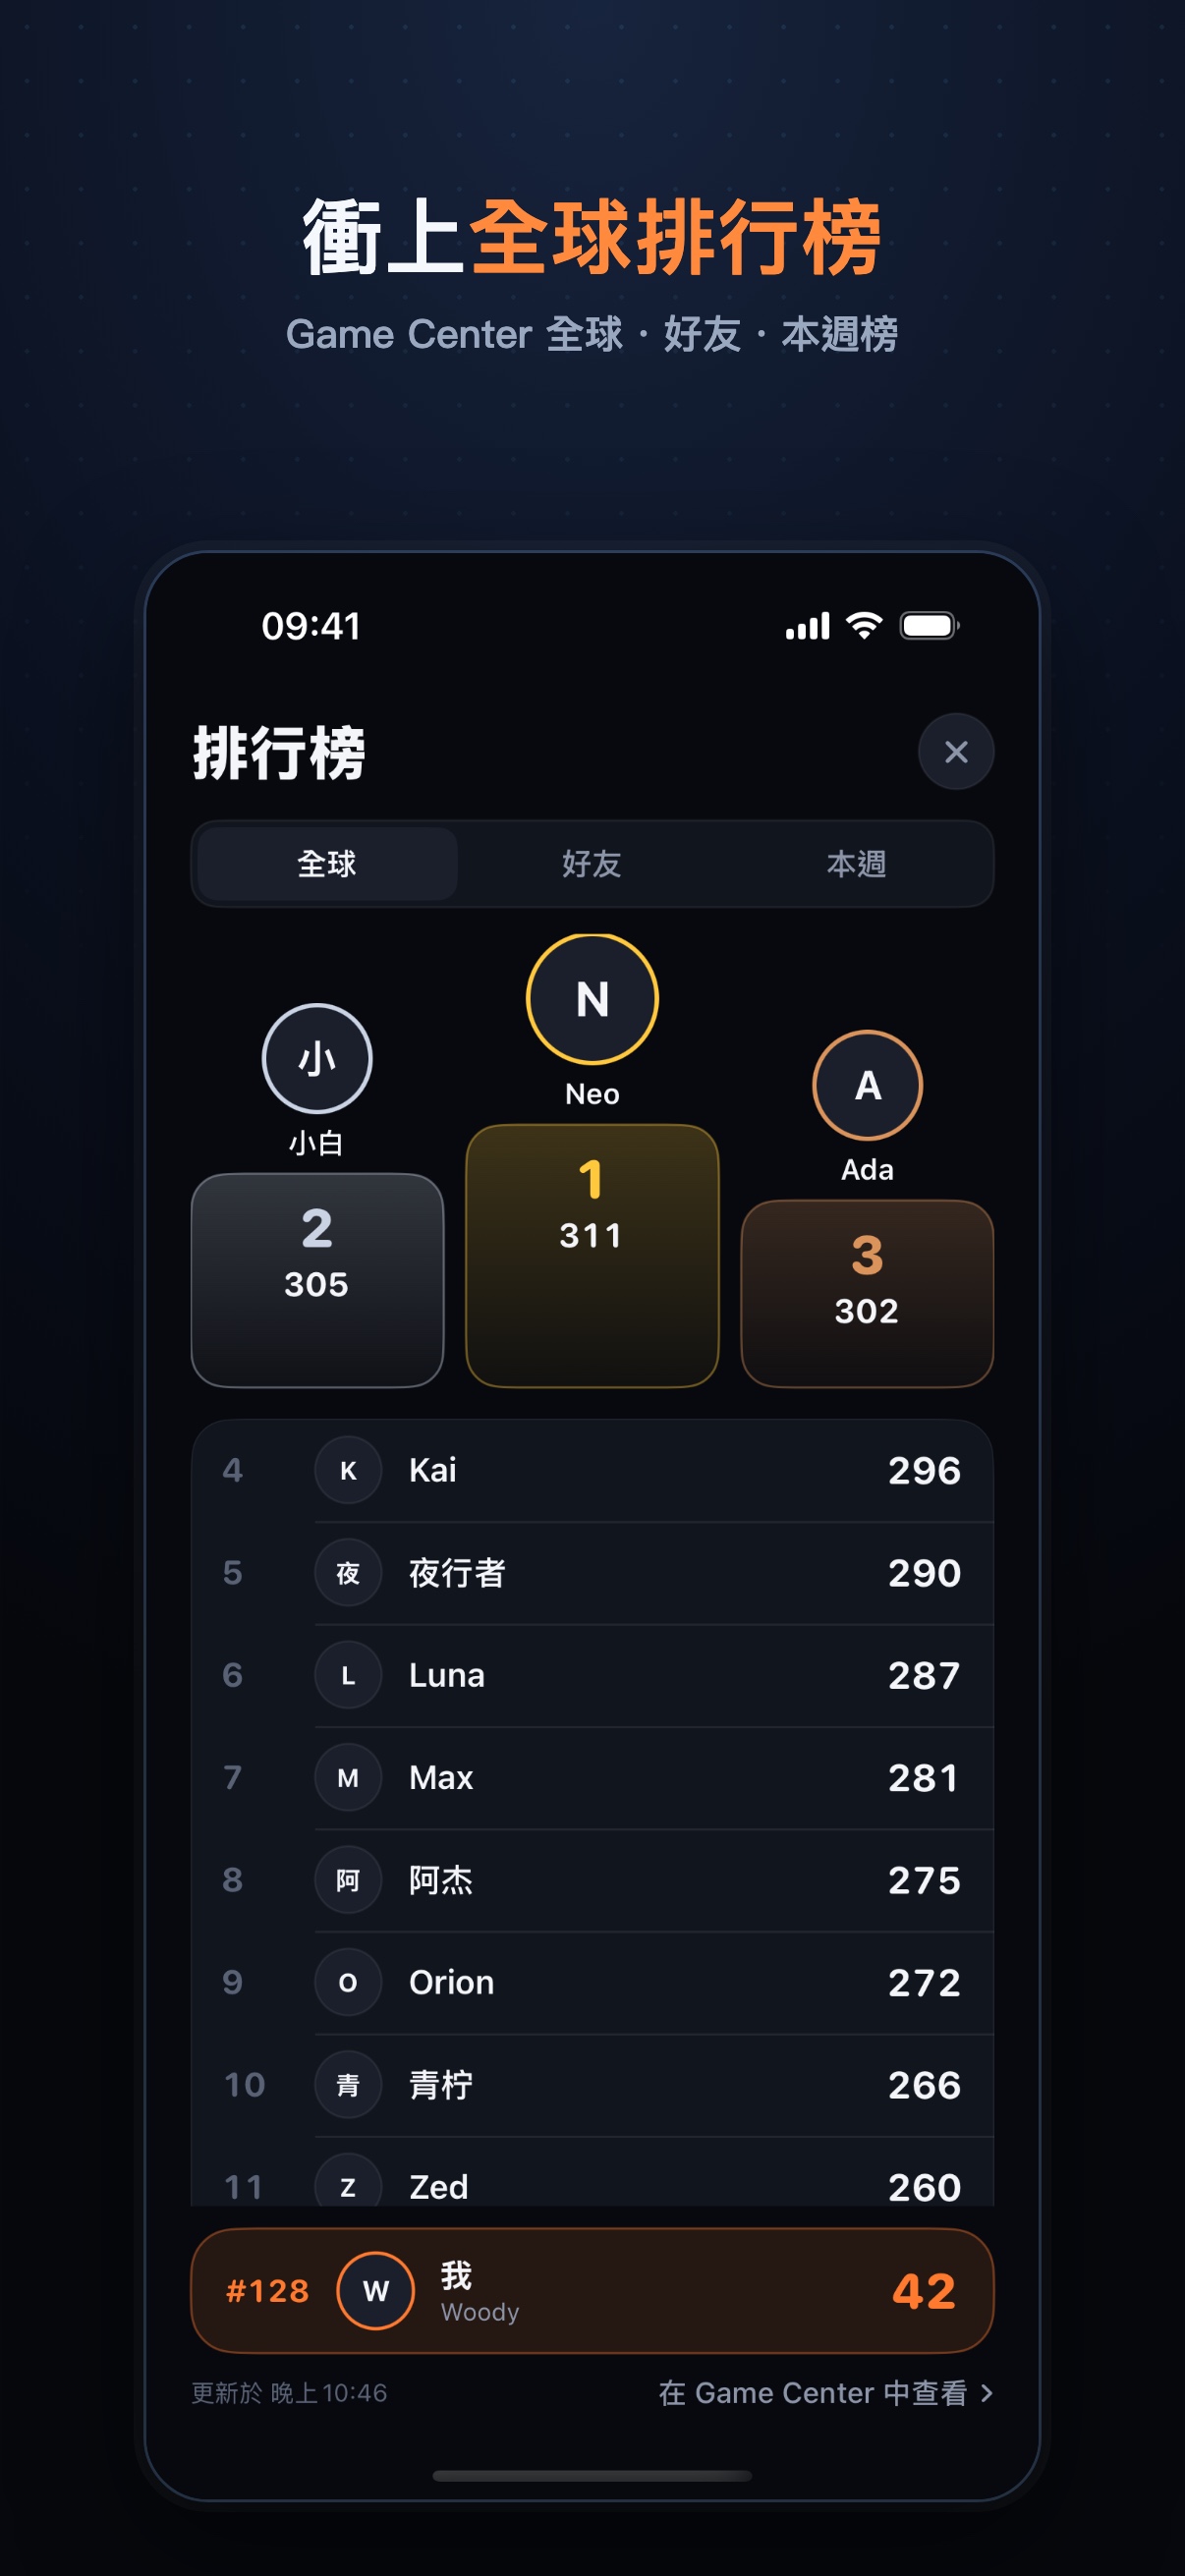 衝上全球排行榜
Game Center 全球 · 好友 · 本週榜
09:41
排行榜
全球 好友 本週
N
小
A
Neo
小白
Ada
1
2
3
311
305
302
4 K Kai 296
5 夜 夜行者 290
6 L Luna 287
7 M Max 281
8 阿 阿杰 275
9 O Orion 272
10 青 青柠 266
11 Z Zed 260
#128 W 我 42
Woody
更新於 晚上10:46 在 Game Center 中查看